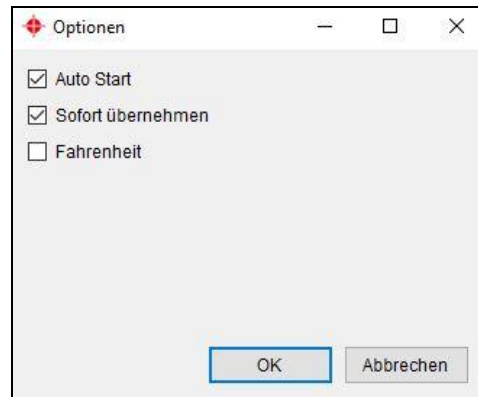 Optionen
Auto Start
Sofort übernehmen
Fahrenheit
OK Abbrechen